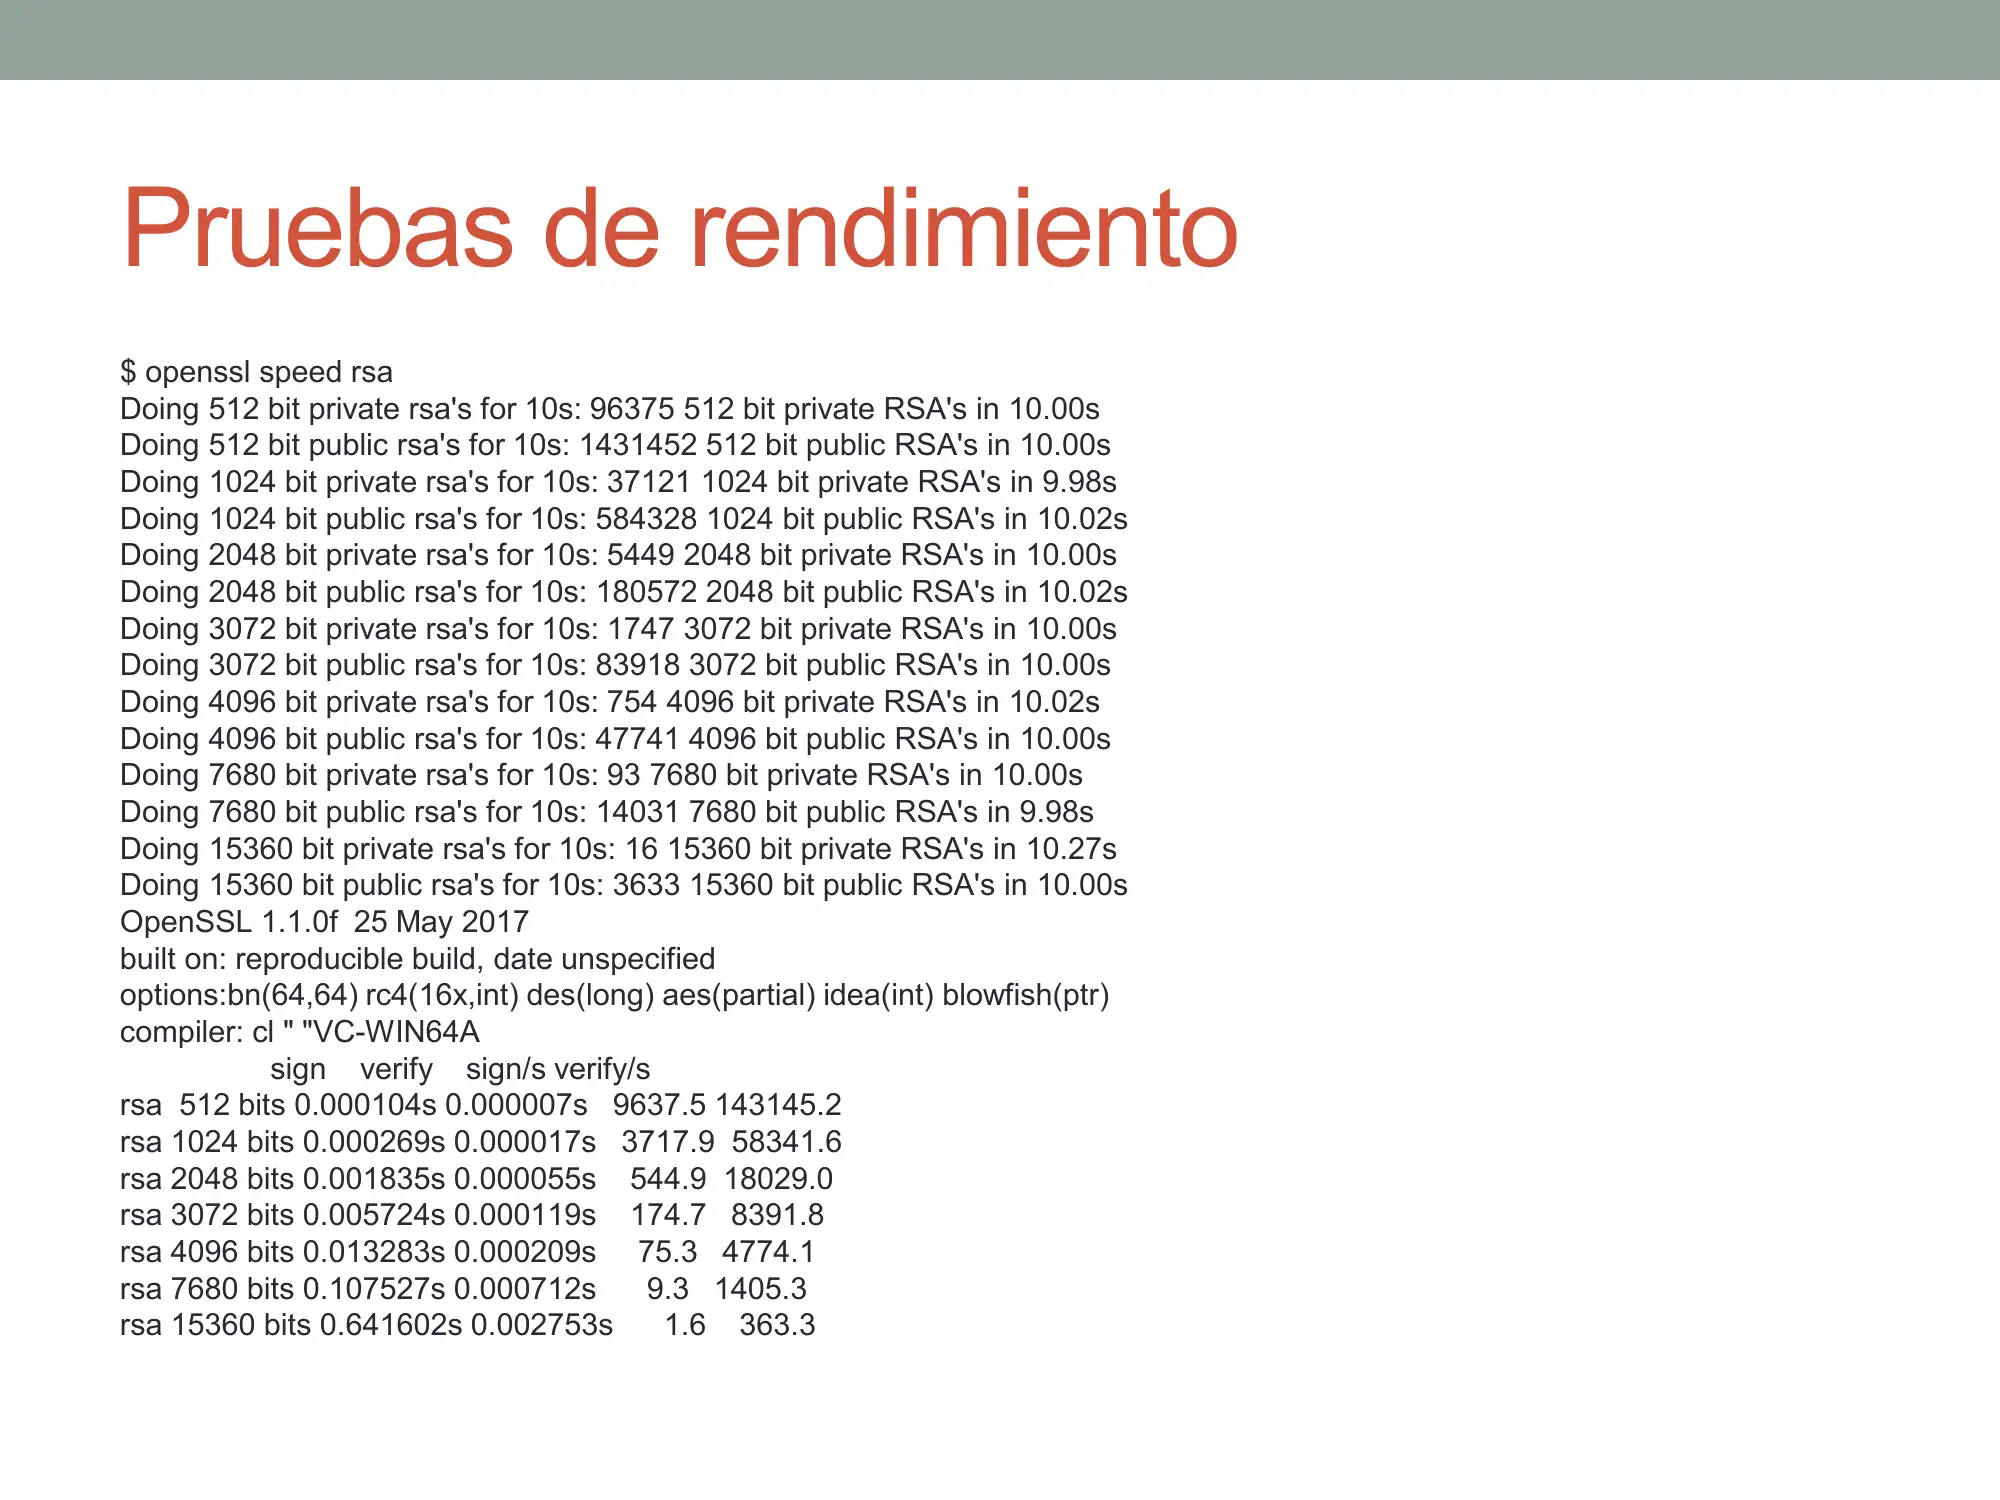 Pruebas de rendimiento
$ openssl speed rsa
Doing 512 bit private rsa's for 10s: 96375 512 bit private RSA's in 10.00s
Doing 512 bit public rsa's for 10s: 1431452 512 bit public RSA's in 10.00s
Doing 1024 bit private rsa's for 10s: 37121 1024 bit private RSA's in 9.98s
Doing 1024 bit public rsa's for 10s: 584328 1024 bit public RSA's in 10.02s
Doing 2048 bit private rsa's for 10s: 5449 2048 bit private RSA's in 10.00s
Doing 2048 bit public rsa's for 10s: 180572 2048 bit public RSA's in 10.02s
Doing 3072 bit private rsa's for 10s: 1747 3072 bit private RSA's in 10.00s
Doing 3072 bit public rsa's for 10s: 83918 3072 bit public RSA's in 10.00s
Doing 4096 bit private rsa's for 10s: 754 4096 bit private RSA's in 10.02s
Doing 4096 bit public rsa's for 10s: 47741 4096 bit public RSA's in 10.00s
Doing 7680 bit private rsa's for 10s: 93 7680 bit private RSA's in 10.00s
Doing 7680 bit public rsa's for 10s: 14031 7680 bit public RSA's in 9.98s
Doing 15360 bit private rsa's for 10s: 16 15360 bit private RSA's in 10.27s
Doing 15360 bit public rsa's for 10s: 3633 15360 bit public RSA's in 10.00s
OpenSSL 1.1.0f  25 May 2017
built on: reproducible build, date unspecified
options:bn(64,64) rc4(16x,int) des(long) aes(partial) idea(int) blowfish(ptr)
compiler: cl " "VC-WIN64A
sign    verify    sign/s verify/s
rsa  512 bits 0.000104s 0.000007s   9637.5 143145.2
rsa 1024 bits 0.000269s 0.000017s   3717.9  58341.6
rsa 2048 bits 0.001835s 0.000055s    544.9  18029.0
rsa 3072 bits 0.005724s 0.000119s    174.7   8391.8
rsa 4096 bits 0.013283s 0.000209s     75.3   4774.1
rsa 7680 bits 0.107527s 0.000712s      9.3   1405.3
rsa 15360 bits 0.641602s 0.002753s      1.6    363.3